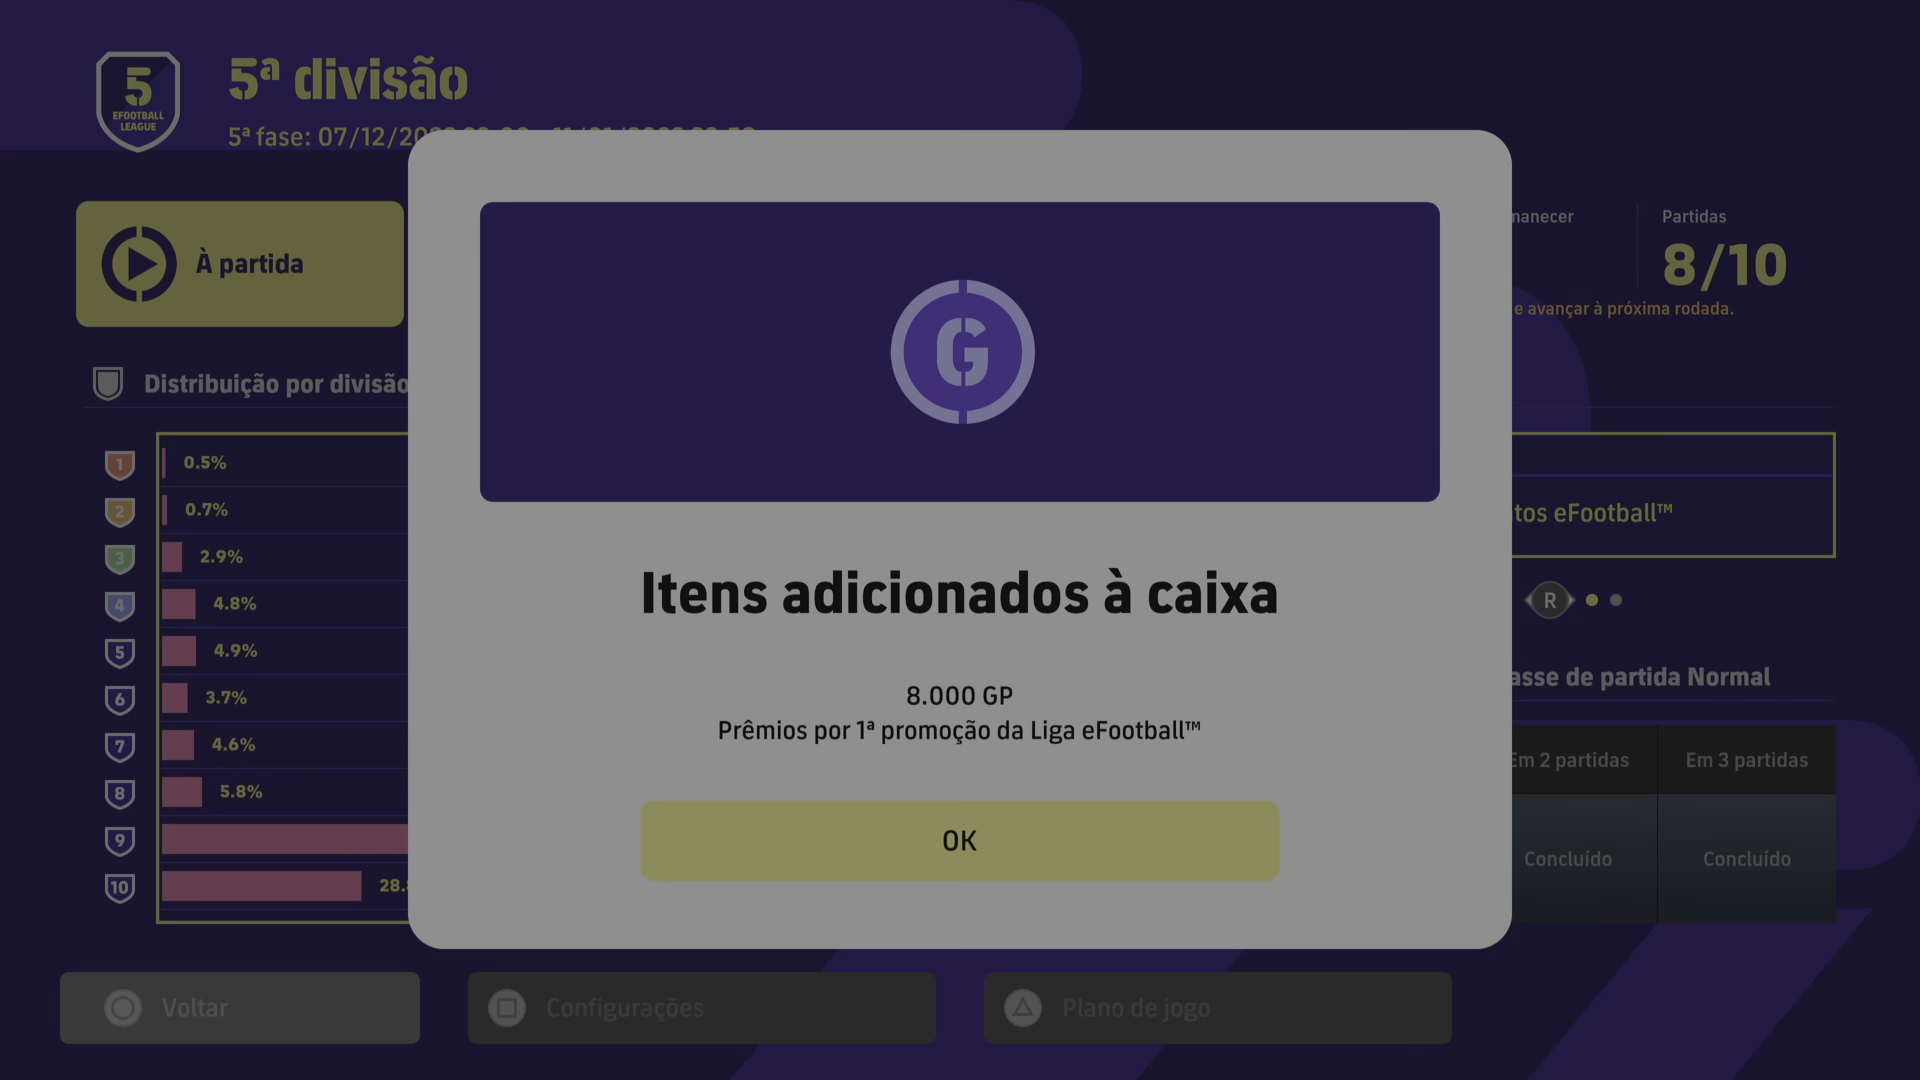 5
EFOOTBALL
LEAGUE
5ª divisão
5ª fase: 07/12/20
À partida
manecer
Partidas
8/10
e avançar à próxima rodada.
Distribuição por divisão
1 0.5%
2 0.7%
3 2.9%
4 4.8%
5 4.9%
6 3.7%
7 4.6%
8 5.8%
9
10 28.
G
Itens adicionados à caixa
8.000 GP
Prêmios por 1ª promoção da Liga eFootball™
OK
tos eFootball™
R
asse de partida Normal
Em 2 partidas Em 3 partidas
Concluído Concluído
Voltar Configurações Plano de jogo